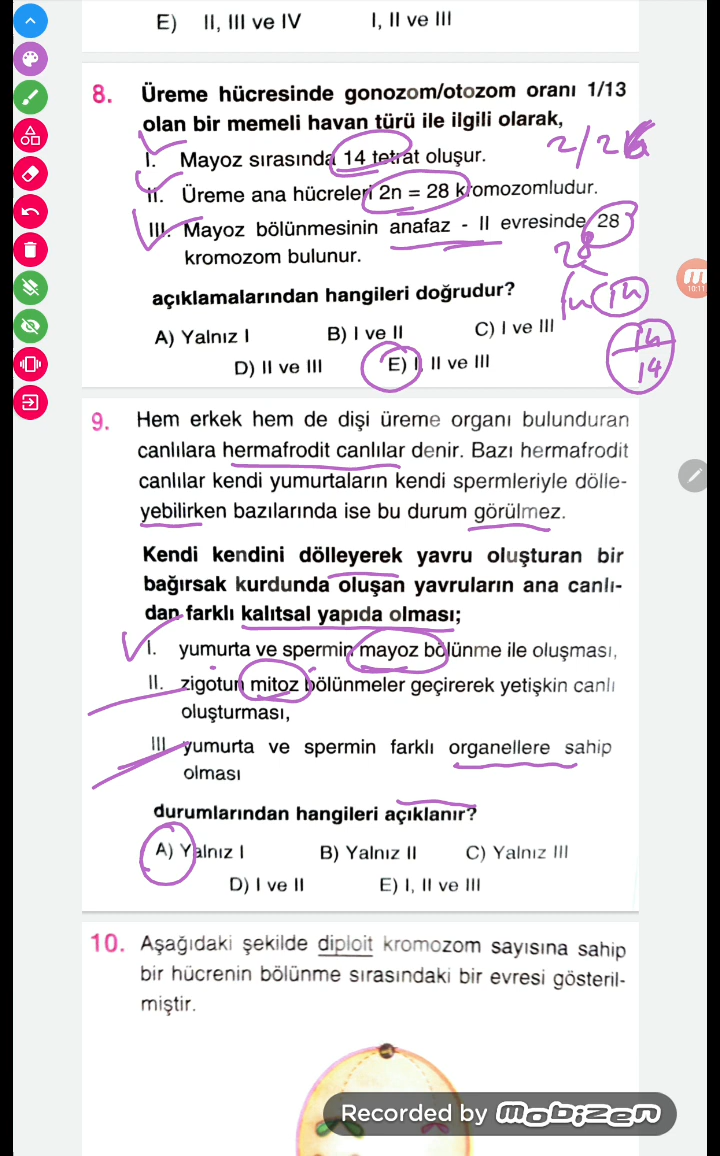 E) II, III ve IV I, II ve III
8. Üreme hücresinde gonozom/otozom oranı 1/13
olan bir memeli havan türü ile ilgili olarak,
2/26
I. Mayoz sırasında 14 tetrat oluşur.
II. Üreme ana hücreleri 2n = 28 kromozomludur.
III. Mayoz bölünmesinin anafaz - II evresinde 28
kromozom bulunur.
28
açıklamalarından hangileri doğrudur?
14 14
A) Yalnız I B) I ve II C) I ve III
D) II ve III E) I, II ve III
14
14
10:11
9. Hem erkek hem de dişi üreme organı bulunduran
canlılara hermafrodit canlılar denir. Bazı hermafrodit
canlılar kendi yumurtaların kendi spermleriyle dölle-
yebilirken bazılarında ise bu durum görülmez.
Kendi kendini dölleyerek yavru oluşturan bir
bağırsak kurdunda oluşan yavruların ana canlı-
dan farklı kalıtsal yapıda olması;
I. yumurta ve spermin mayoz bölünme ile oluşması,
II. zigotun mitoz bölünmeler geçirerek yetişkin canlı
oluşturması,
III. yumurta ve spermin farklı organellere sahip
olması
durumlarından hangileri açıklanır?
A) Yalnız I B) Yalnız II C) Yalnız III
D) I ve II E) I, II ve III
10. Aşağıdaki şekilde diploit kromozom sayısına sahip
bir hücrenin bölünme sırasındaki bir evresi gösteril-
miştir.
Recorded by Mobizen